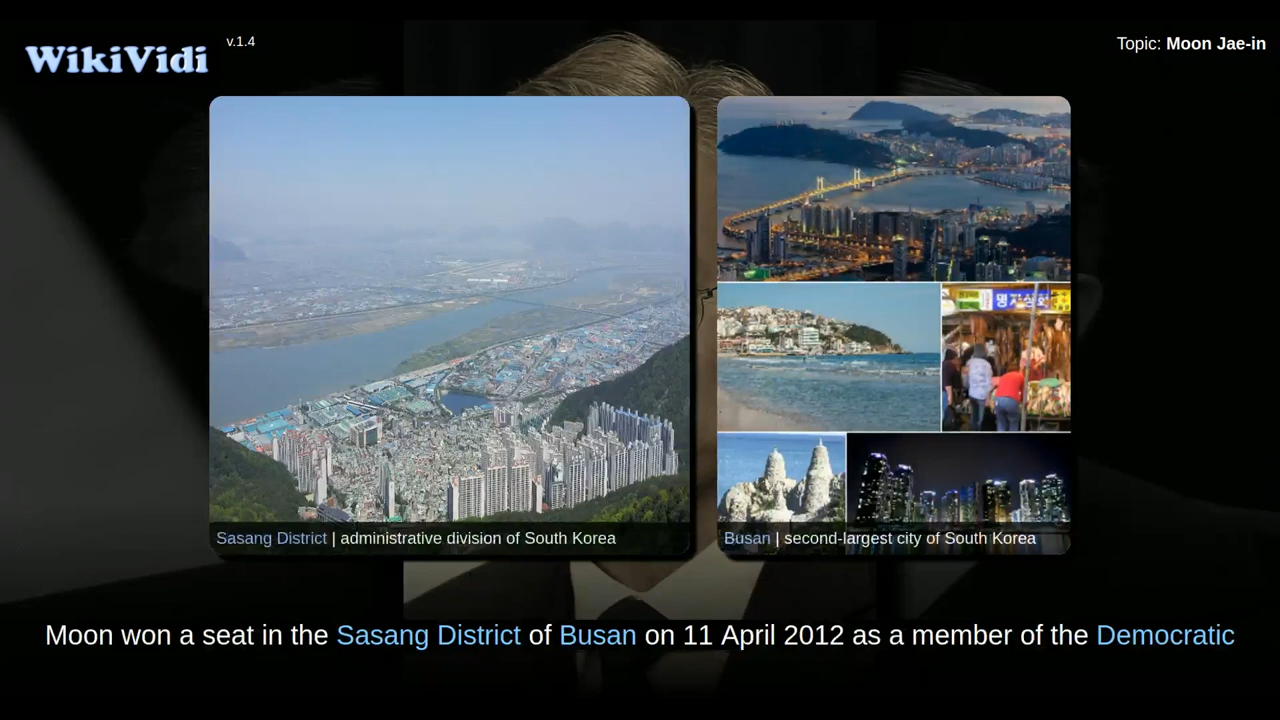 WikiVidi
v.1.4
Topic: Moon Jae-in
Sasang District | administrative division of South Korea
Busan | second-largest city of South Korea
Moon won a seat in the Sasang District of Busan on 11 April 2012 as a member of the Democratic